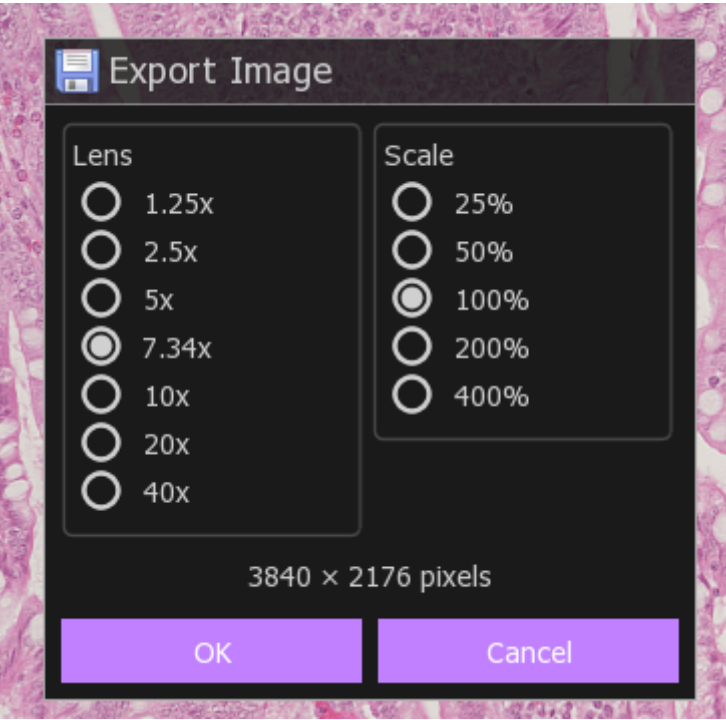 Export Image
Lens
1.25x
2.5x
5x
7.34x
10x
20x
40x
Scale
25%
50%
100%
200%
400%
3840 × 2176 pixels
OK
Cancel